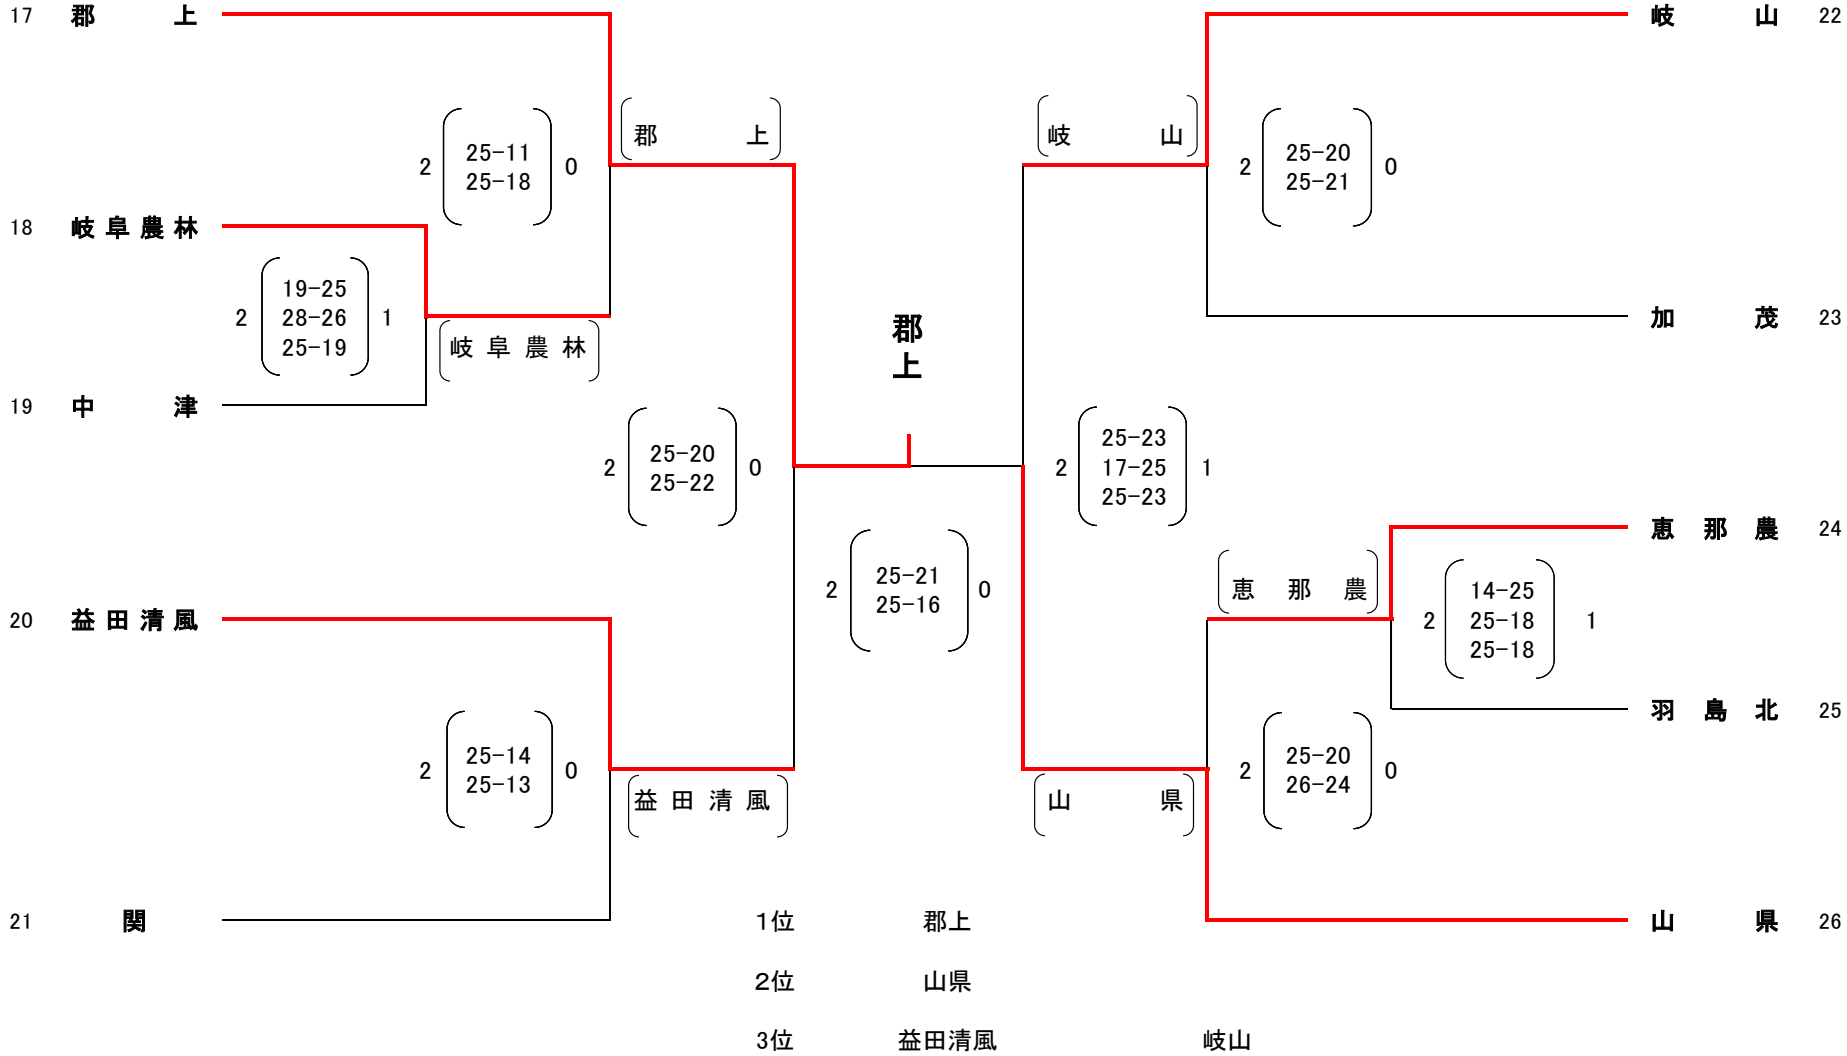 17 郡上
岐山 22
郡上
岐山
2 25-11 0
25-18
2 25-20 0
25-21
18 岐阜農林
2 19-25 1
28-26
25-19
岐阜農林
郡上
加茂 23
19 中津
2 25-20 0
25-22
2 25-23 1
17-25
25-23
恵那農 24
2 25-21 0
25-16
恵那農
2 14-25 1
25-18
25-18
20 益田清風
羽島北 25
2 25-14 0
25-13
2 25-20 0
26-24
益田清風
山県
21 関
山県 26
1位 郡上
2位 山県
3位 益田清風 岐山